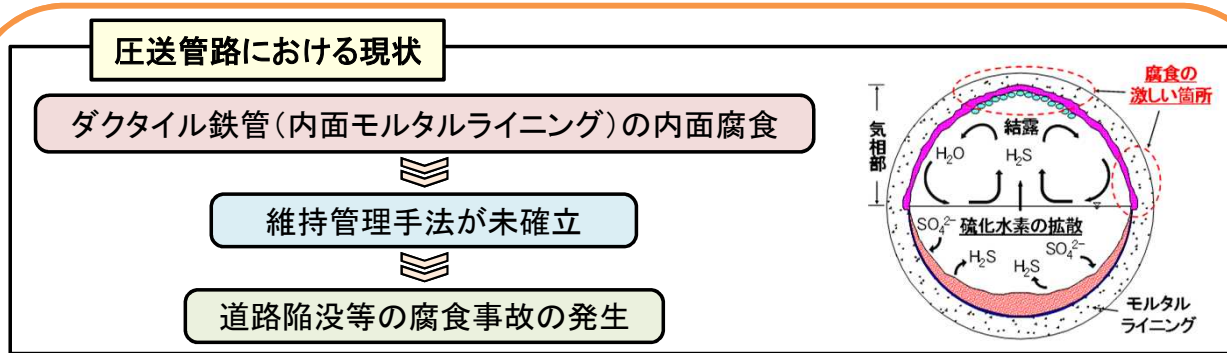 圧送管路における現状
ダクタイル鉄管(内面モルタルライニング)の内面腐食
維持管理手法が未確立
道路陥没等の腐食事故の発生
腐食の
激しい箇所
気相部
結露
H₂O
H₂S
SO₄²⁻
硫化水素の拡散
H₂S
H₂S
SO₄²⁻
モルタル
ライニング